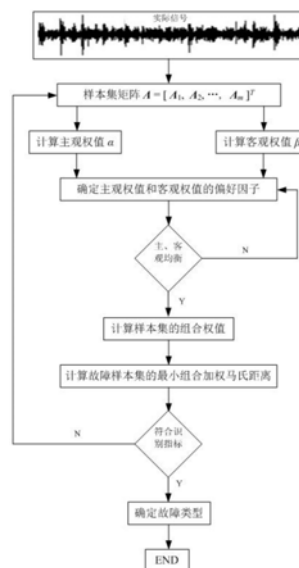 实际信号
样本集矩阵 A = [ A1, A2, …, Am ]T
计算主观权值 α
计算客观权值 β
确定主观权值和客观权值的偏好因子
主、客
观均衡
N
Y
计算样本集的组合权值
计算故障样本集的最小组合加权马氏距离
符合识
别指标
N
Y
确定故障类型
END